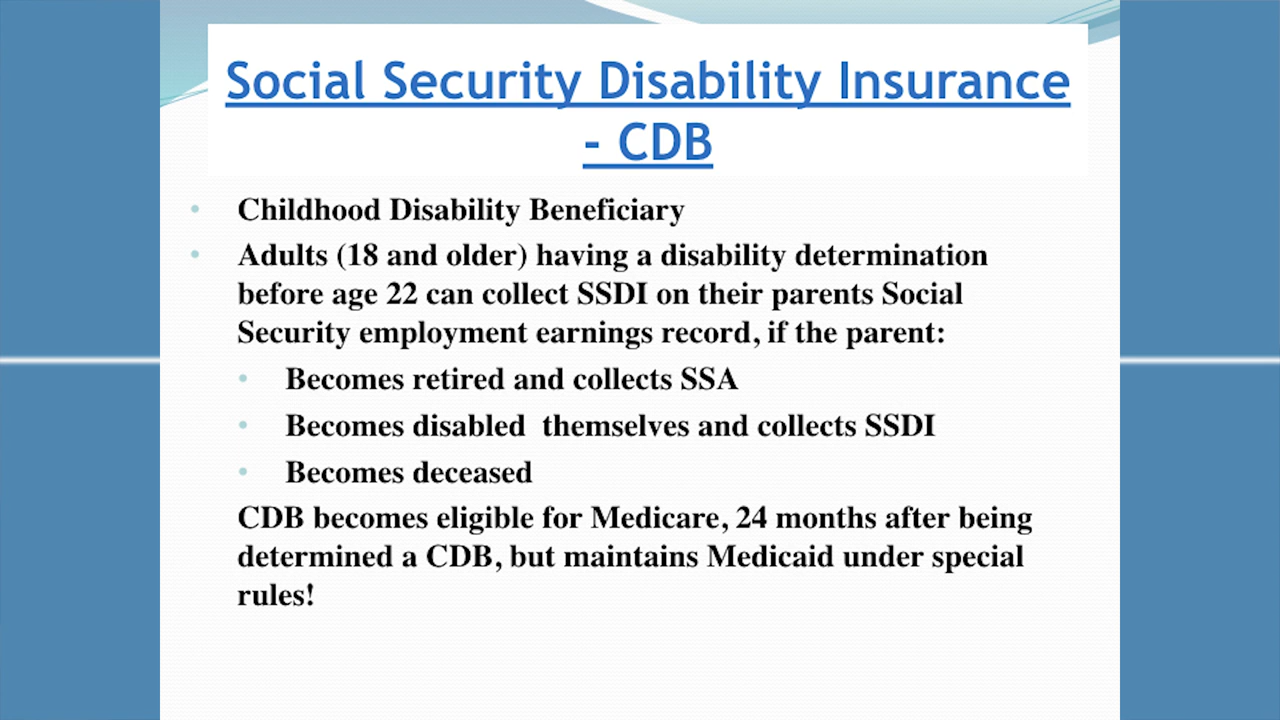 Social Security Disability Insurance
- CDB
• Childhood Disability Beneficiary
• Adults (18 and older) having a disability determination
before age 22 can collect SSDI on their parents Social
Security employment earnings record, if the parent:
• Becomes retired and collects SSA
• Becomes disabled  themselves and collects SSDI
• Becomes deceased
CDB becomes eligible for Medicare, 24 months after being
determined a CDB, but maintains Medicaid under special
rules!